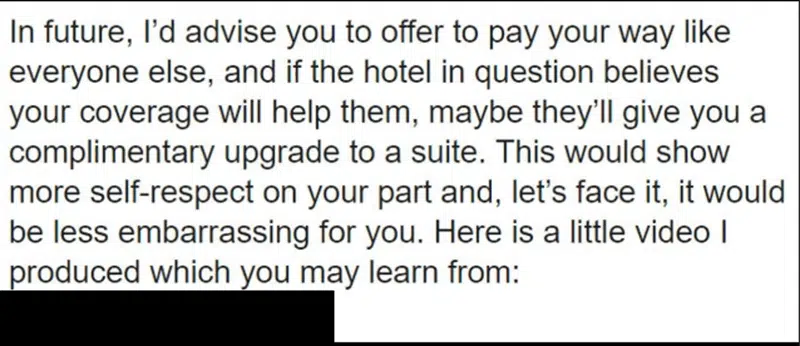 In future, I'd advise you to offer to pay your way like
everyone else, and if the hotel in question believes
your coverage will help them, maybe they'll give you a
complimentary upgrade to a suite. This would show
more self-respect on your part and, let's face it, it would
be less embarrassing for you. Here is a little video I
produced which you may learn from: